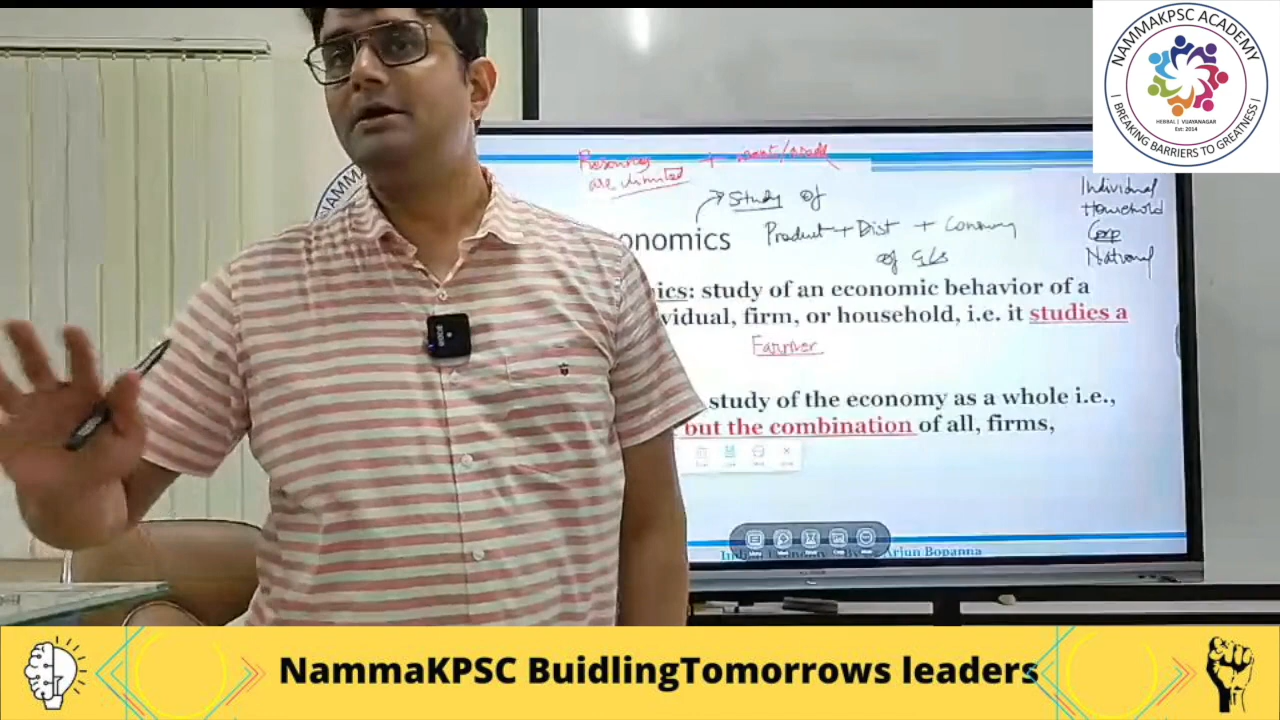 NAMMAKPSC ACADEMY
HEBBAL | VIJAYANAGAR
Est: 2014
| BREAKING BARRIERS TO GREATNESS |
Resources +
are limited
Study of
Product + Dist +
of G/s
Individual
Household
Corp
National
onomics
ics: study of an economic behavior of a
vidual, firm, or household, i.e. it studies a
Farmer
study of the economy as a whole i.e.,
but the combination of all, firms,
Arjun Bopanna
NammaKPSC BuidlingTomorrows leaders